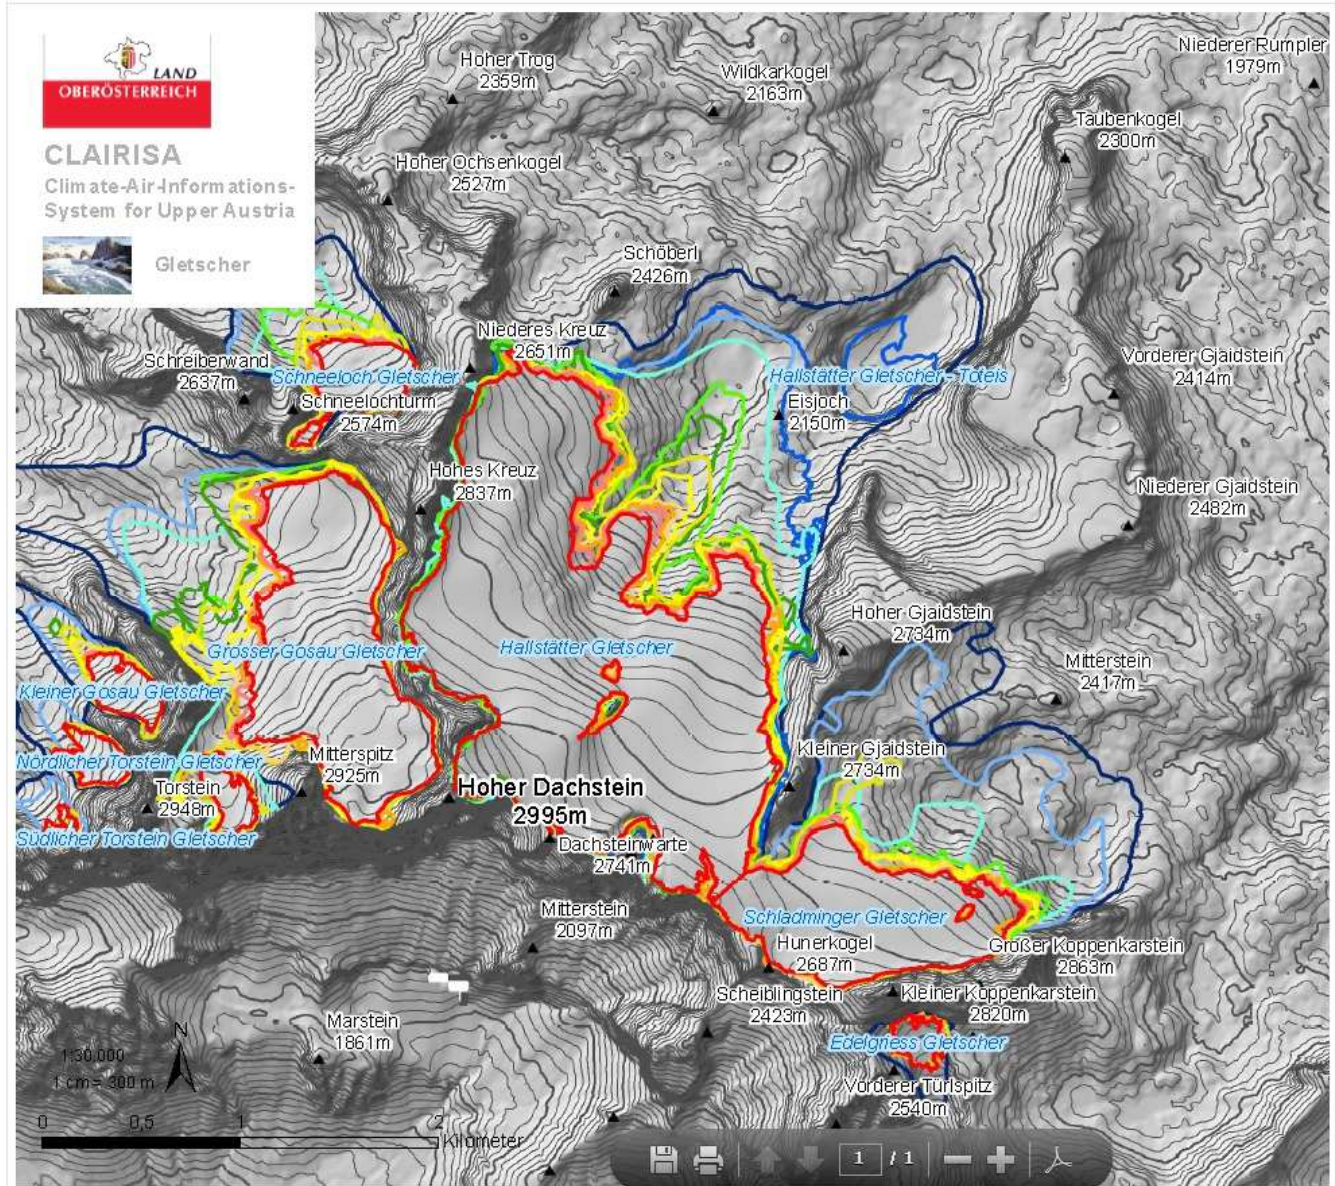 LAND
OBERÖSTERREICH
CLAIRISA
Climate-Air-Informations-
System for Upper Austria
Gletscher
Hoher Trog
2359m
Wildkarkogel
2163m
Niederer Rumpler
1979m
Taubenkogel
2300m
Hoher Ochsenkogel
2527m
Schöberl
2426m
Niederes Kreuz
2651m
Schreiberwand
2637m
Schneeloch Gletscher
Schneelochturm
2574m
Hallstätter Gletscher - Toteis
Eisjoch
2150m
Vorderer Gjaidstein
2414m
Hohes Kreuz
2837m
Niederer Gjaidstein
2482m
Hoher Gjaidstein
2734m
Grosser Gosau Gletscher
Hallstätter Gletscher
Mitterstein
2417m
Kleiner Gosau Gletscher
Nördlicher Torstein Gletscher
Mitterspitz
2925m
Kleiner Gjaidstein
2734m
Torstein
2948m
Hoher Dachstein
2995m
Südlicher Torstein Gletscher
Dachsteinwarte
2741m
Mitterstein
2097m
Schladminger Gletscher
Hunerkogel
2687m
Großer Koppenkarstein
2863m
Scheiblingstein
2423m
Kleiner Koppenkarstein
2820m
Marstein
1861m
Edelgriess Gletscher
Vorderer Türlspitz
2540m
N
1:30,000
1 cm = 300 m
0 0,5 1 2
Kilometer
1 / 1